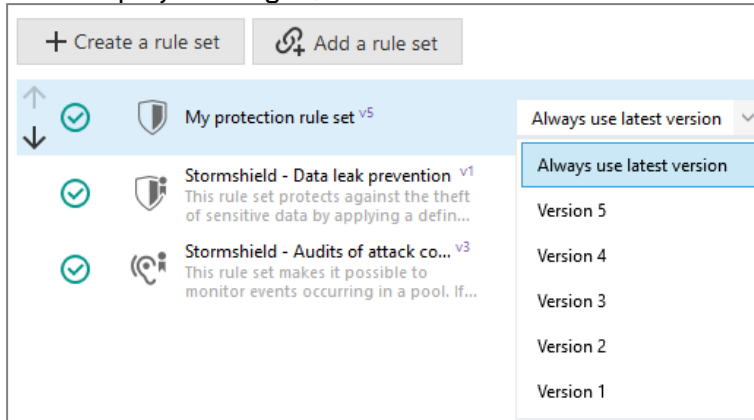 Create a rule set
Add a rule set
My protection rule set v5
Always use latest version
Always use latest version
Stormshield - Data leak prevention v1
This rule set protects against the theft
of sensitive data by applying a defin...
Version 5
Version 4
Stormshield - Audits of attack co... v3
This rule set makes it possible to
monitor events occurring in a pool. If...
Version 3
Version 2
Version 1